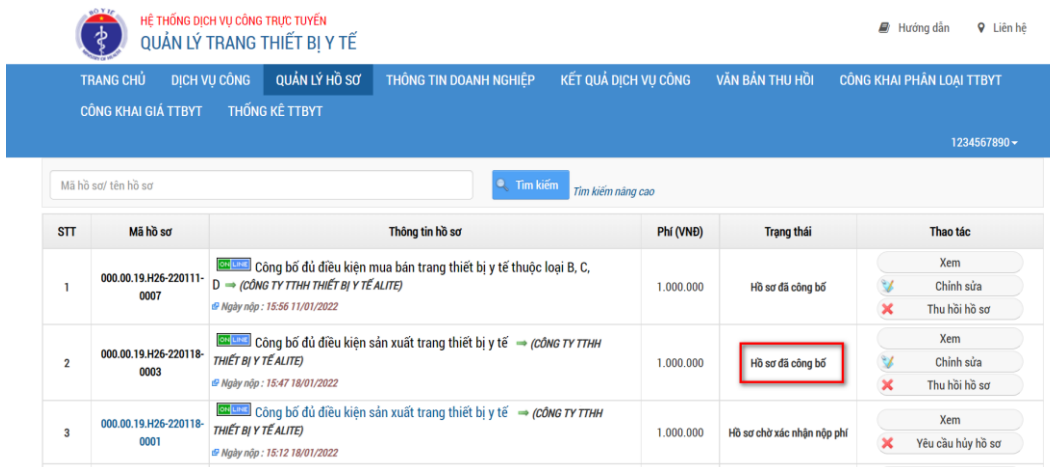 BỘ Y TẾ
MINISTRY OF HEALTH
HỆ THỐNG DỊCH VỤ CÔNG TRỰC TUYẾN
QUẢN LÝ TRANG THIẾT BỊ Y TẾ
Hướng dẫn Liên hệ
TRANG CHỦ DỊCH VỤ CÔNG QUẢN LÝ HỒ SƠ THÔNG TIN DOANH NGHIỆP KẾT QUẢ DỊCH VỤ CÔNG VĂN BẢN THU HỒI CÔNG KHAI PHÂN LOẠI TTBYT
CÔNG KHAI GIÁ TTBYT THỐNG KÊ TTBYT
1234567890
Mã hồ sơ/ tên hồ sơ Tìm kiếm Tìm kiếm nâng cao
STT Mã hồ sơ Thông tin hồ sơ Phí (VNĐ) Trạng thái Thao tác
1
000.00.19.H26-220111-
0007
ON LINE Công bố đủ điều kiện mua bán trang thiết bị y tế thuộc loại B, C,
D ⇒ (CÔNG TY TTHH THIẾT BỊ Y TẾ ALITE)
Ngày nộp : 15:56 11/01/2022
1.000.000
Hồ sơ đã công bố
Xem
Chỉnh sửa
Thu hồi hồ sơ
2
000.00.19.H26-220118-
0003
ON LINE Công bố đủ điều kiện sản xuất trang thiết bị y tế ⇒ (CÔNG TY TTHH
THIẾT BỊ Y TẾ ALITE)
Ngày nộp : 15:47 18/01/2022
1.000.000
Hồ sơ đã công bố
Xem
Chỉnh sửa
Thu hồi hồ sơ
3
000.00.19.H26-220118-
0001
ON LINE Công bố đủ điều kiện sản xuất trang thiết bị y tế ⇒ (CÔNG TY TTHH
THIẾT BỊ Y TẾ ALITE)
Ngày nộp : 15:12 18/01/2022
1.000.000
Hồ sơ chờ xác nhận nộp phí
Xem
Yêu cầu hủy hồ sơ